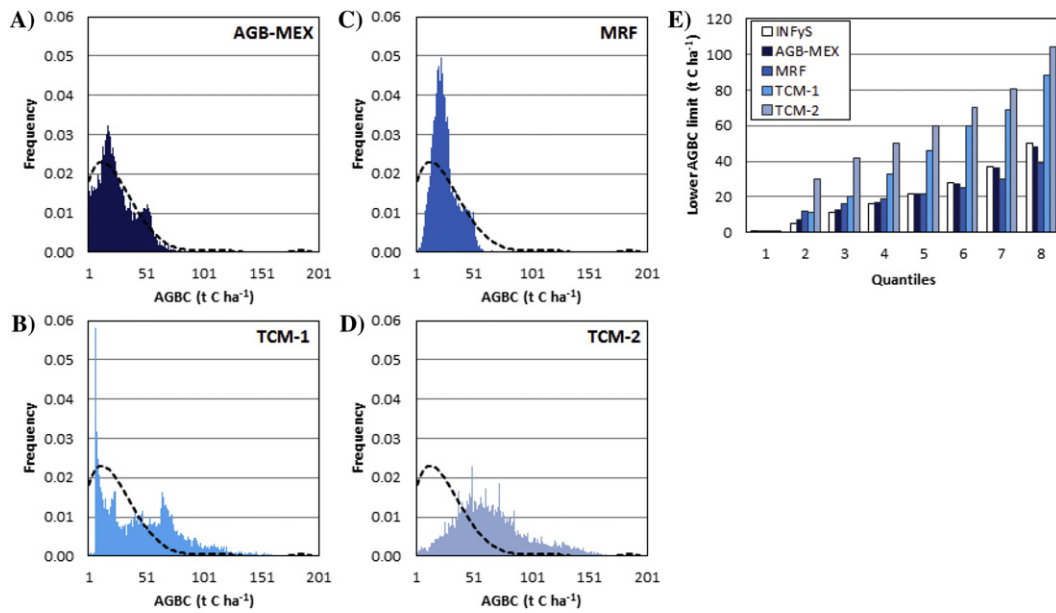 A)
AGB-MEX
Frequency
0.06
0.05
0.04
0.03
0.02
0.01
0.00
1 51 101 151 201
AGBC (t C ha⁻¹)
C)
MRF
Frequency
0.06
0.05
0.04
0.03
0.02
0.01
0.00
1 51 101 151 201
AGBC (t C ha⁻¹)
E)
INFyS
AGB-MEX
MRF
TCM-1
TCM-2
Lower AGBC limit (t C ha⁻¹)
120
100
80
60
40
20
0
1 2 3 4 5 6 7 8
Quantiles
B)
TCM-1
Frequency
0.06
0.05
0.04
0.03
0.02
0.01
0.00
1 51 101 151 201
AGBC (t C ha⁻¹)
D)
TCM-2
Frequency
0.06
0.05
0.04
0.03
0.02
0.01
0.00
1 51 101 151 201
AGBC (t C ha⁻¹)